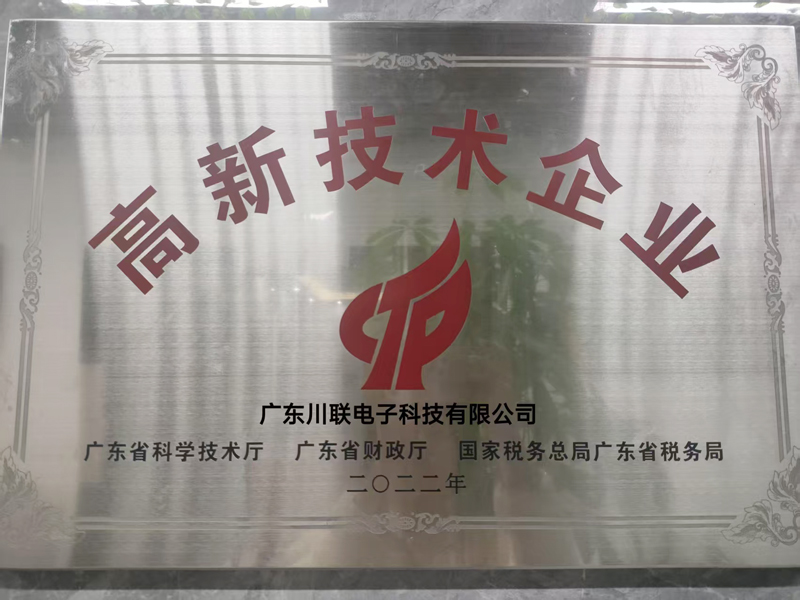 高新技术企业
广东川联电子科技有限公司
广东省科学技术厅 广东省财政厅 国家税务总局广东省税务局
二〇二二年